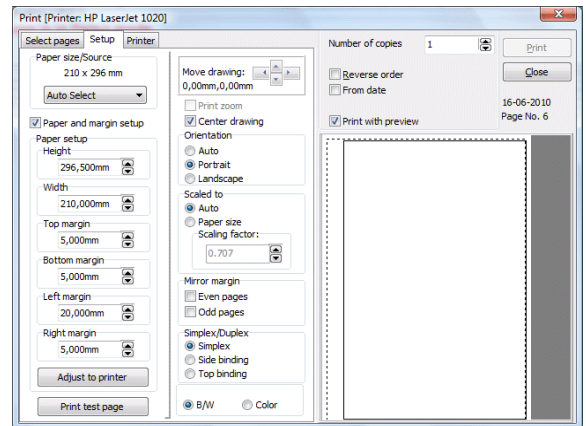 Print [Printer: HP LaserJet 1020]
Select pages
Setup
Printer
Paper size/Source
210 x 296 mm
Auto Select
Paper and margin setup
Paper setup
Height
296,500mm
Width
210,000mm
Top margin
5,000mm
Bottom margin
5,000mm
Left margin
20,000mm
Right margin
5,000mm
Adjust to printer
Print test page
Move drawing:
0,00mm,0,00mm
Print zoom
Center drawing
Orientation
Auto
Portrait
Landscape
Scaled to
Auto
Paper size
Scaling factor:
0.707
Mirror margin
Even pages
Odd pages
Simplex/Duplex
Simplex
Side binding
Top binding
B/W
Color
Number of copies
1
Print
Reverse order
Close
From date
16-06-2010
Print with preview
Page No. 6